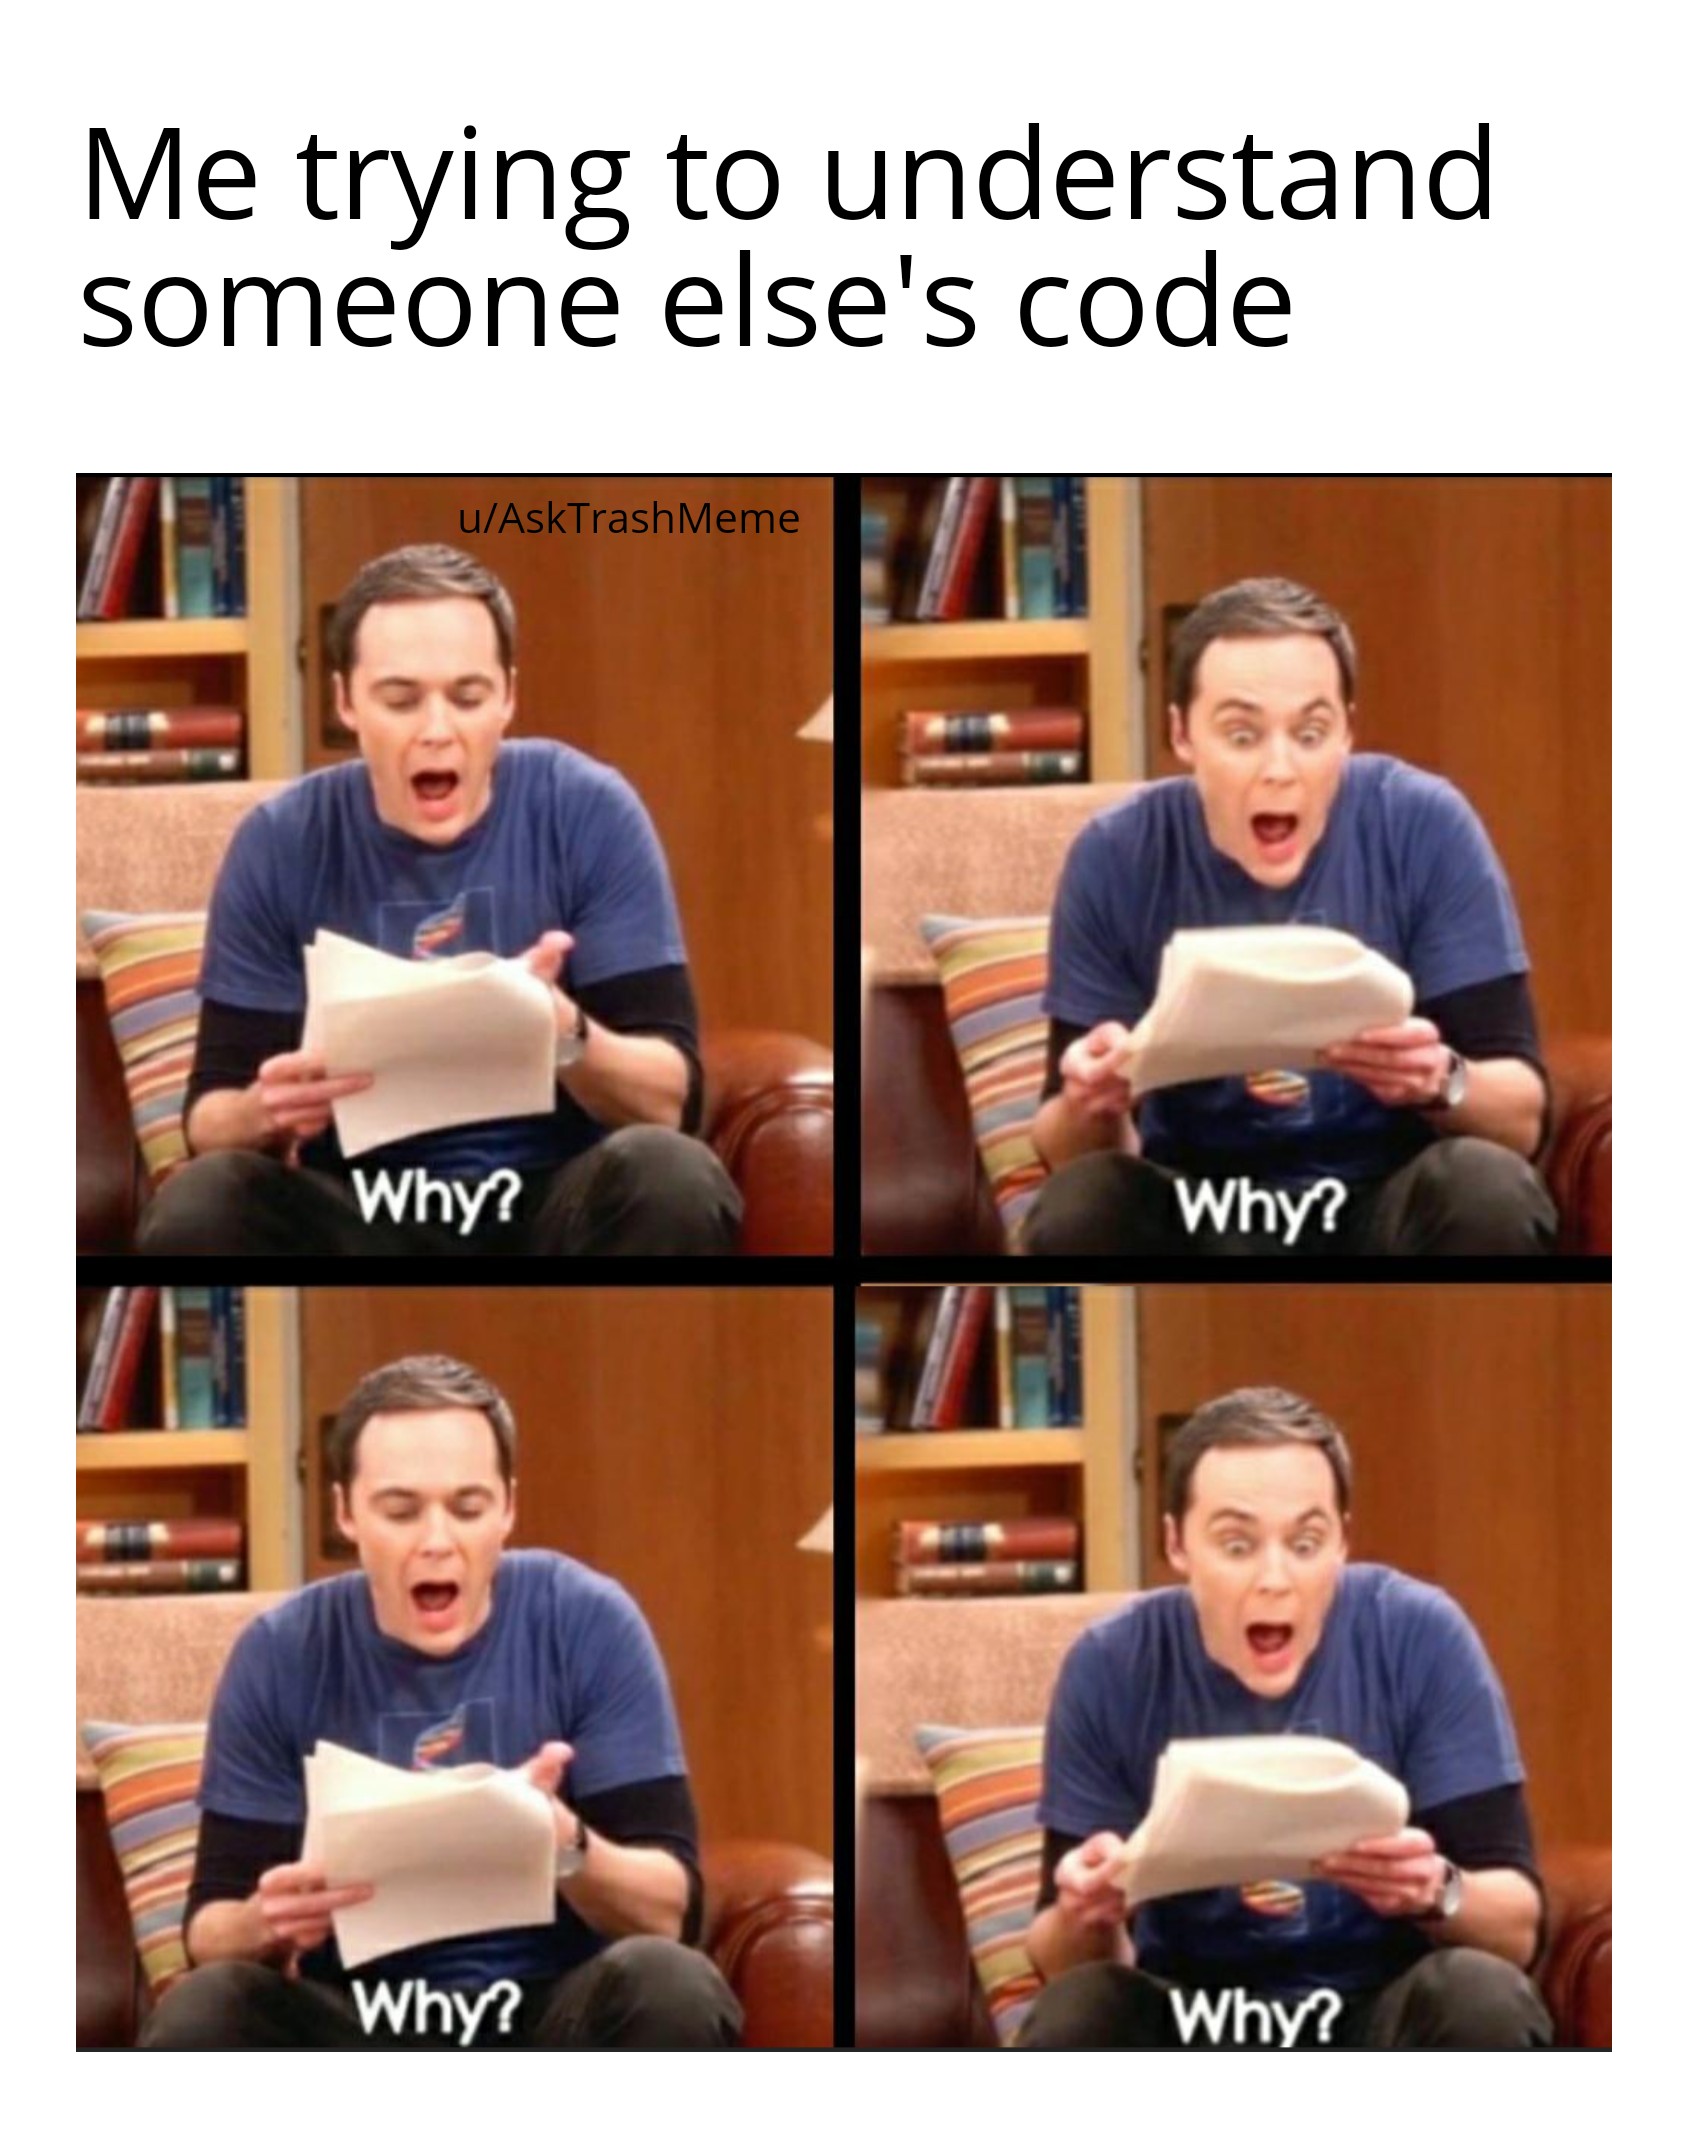 Me trying to understand
someone else's code
u/AskTrashMeme
Why?
Why?
Why?
Why?